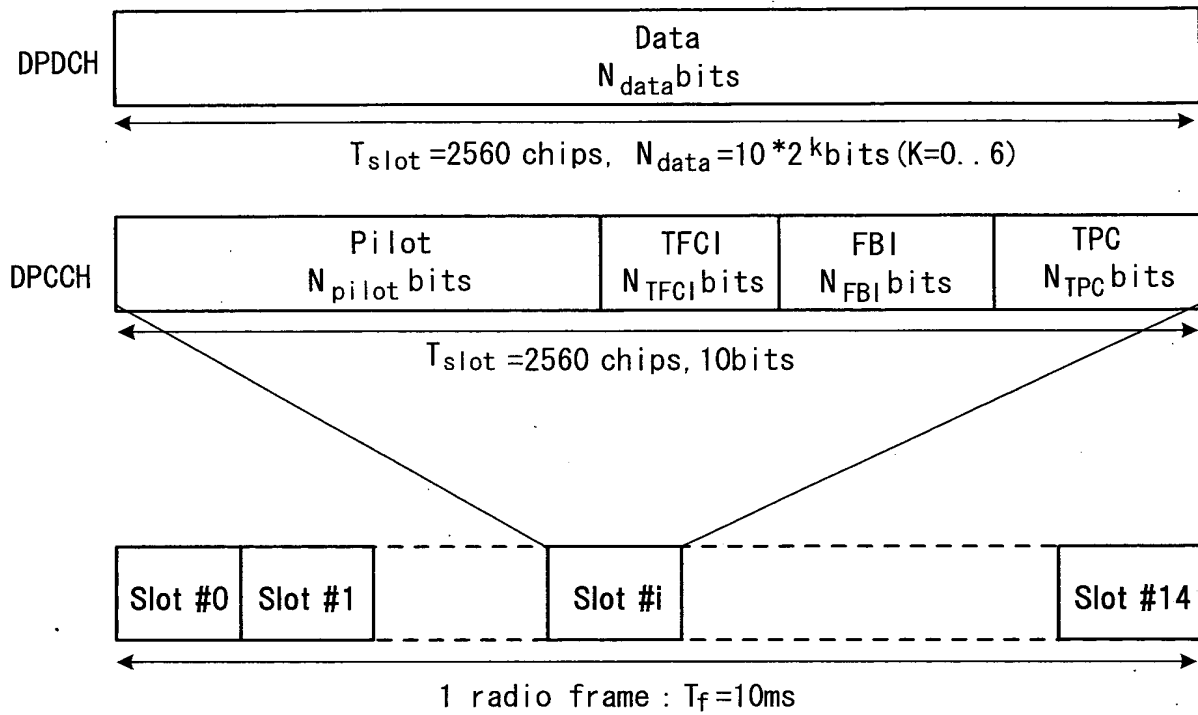 DPDCH
Data
N_data bits
T_slot =2560 chips, N_data =10*2^k bits (K=0..6)
DPCCH
Pilot
N_pilot bits
TFCI
N_TFCI bits
FBI
N_FBI bits
TPC
N_TPC bits
T_slot =2560 chips, 10bits
Slot #0
Slot #1
Slot #i
Slot #14
1 radio frame : T_f =10ms